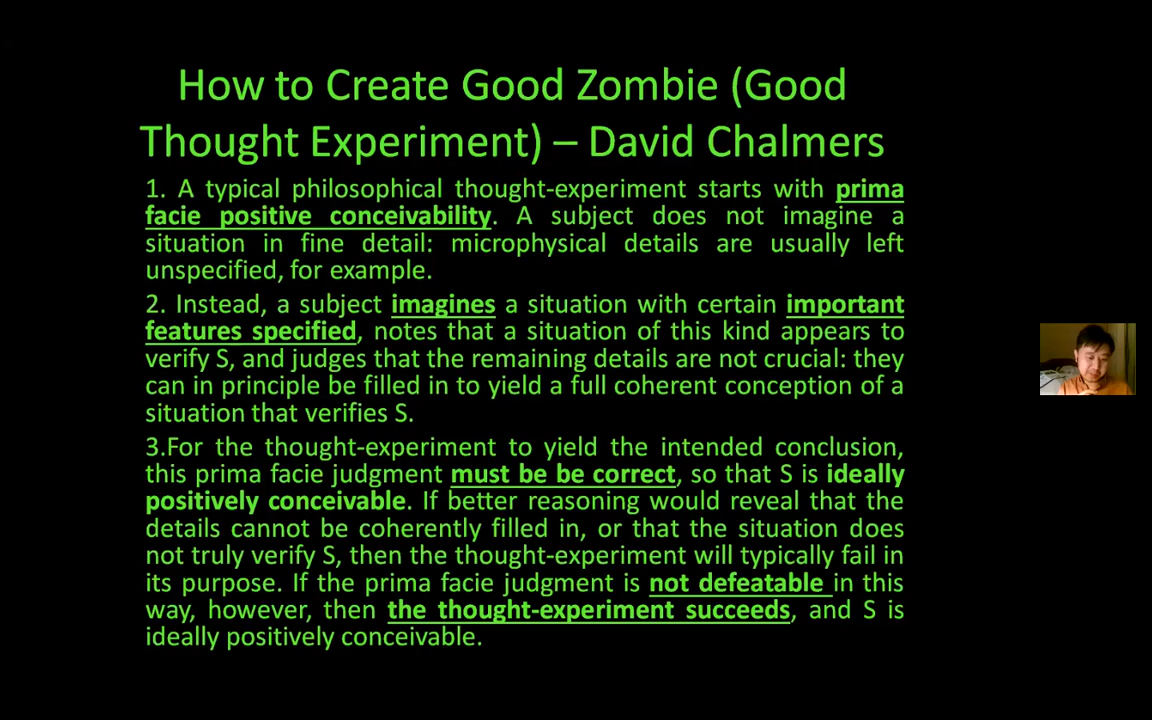 How to Create Good Zombie (Good
Thought Experiment) – David Chalmers
1. A typical philosophical thought-experiment starts with prima
facie positive conceivability. A subject does not imagine a
situation in fine detail: microphysical details are usually left
unspecified, for example.
2. Instead, a subject imagines a situation with certain important
features specified, notes that a situation of this kind appears to
verify S, and judges that the remaining details are not crucial: they
can in principle be filled in to yield a full coherent conception of a
situation that verifies S.
3.For the thought-experiment to yield the intended conclusion,
this prima facie judgment must be be correct, so that S is ideally
positively conceivable. If better reasoning would reveal that the
details cannot be coherently filled in, or that the situation does
not truly verify S, then the thought-experiment will typically fail in
its purpose. If the prima facie judgment is not defeatable in this
way, however, then the thought-experiment succeeds, and S is
ideally positively conceivable.